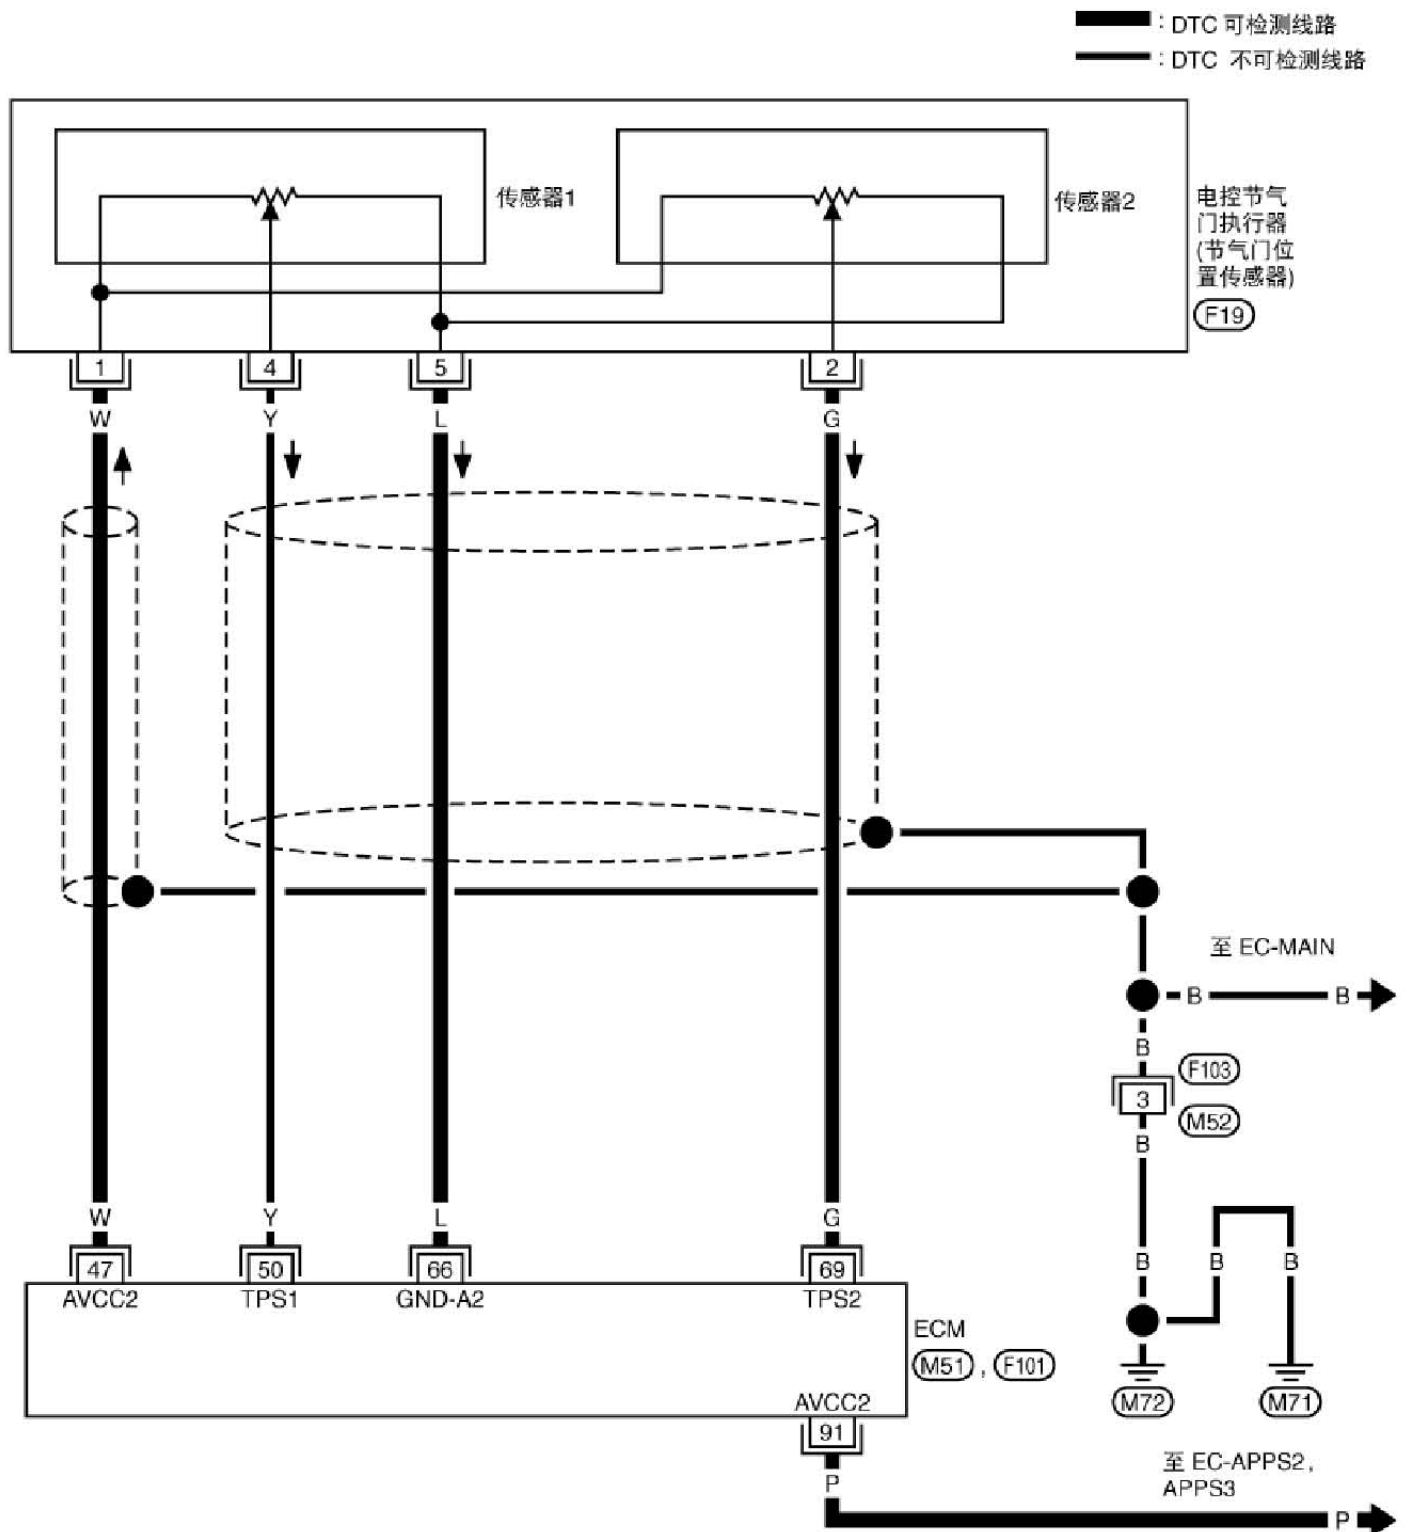 : DTC 可检测线路
: DTC 不可检测线路
传感器1
传感器2
电控节气
门执行器
(节气门位
置传感器)
F19
1 4 5 2
W Y L G
至 EC-MAIN
B B
B
F103
3
M52
B
W Y L G
47 50 66 69
AVCC2 TPS1 GND-A2 TPS2
B B B
ECM
M51 , F101
M72 M71
AVCC2
91
至 EC-APPS2,
APPS3
P
P